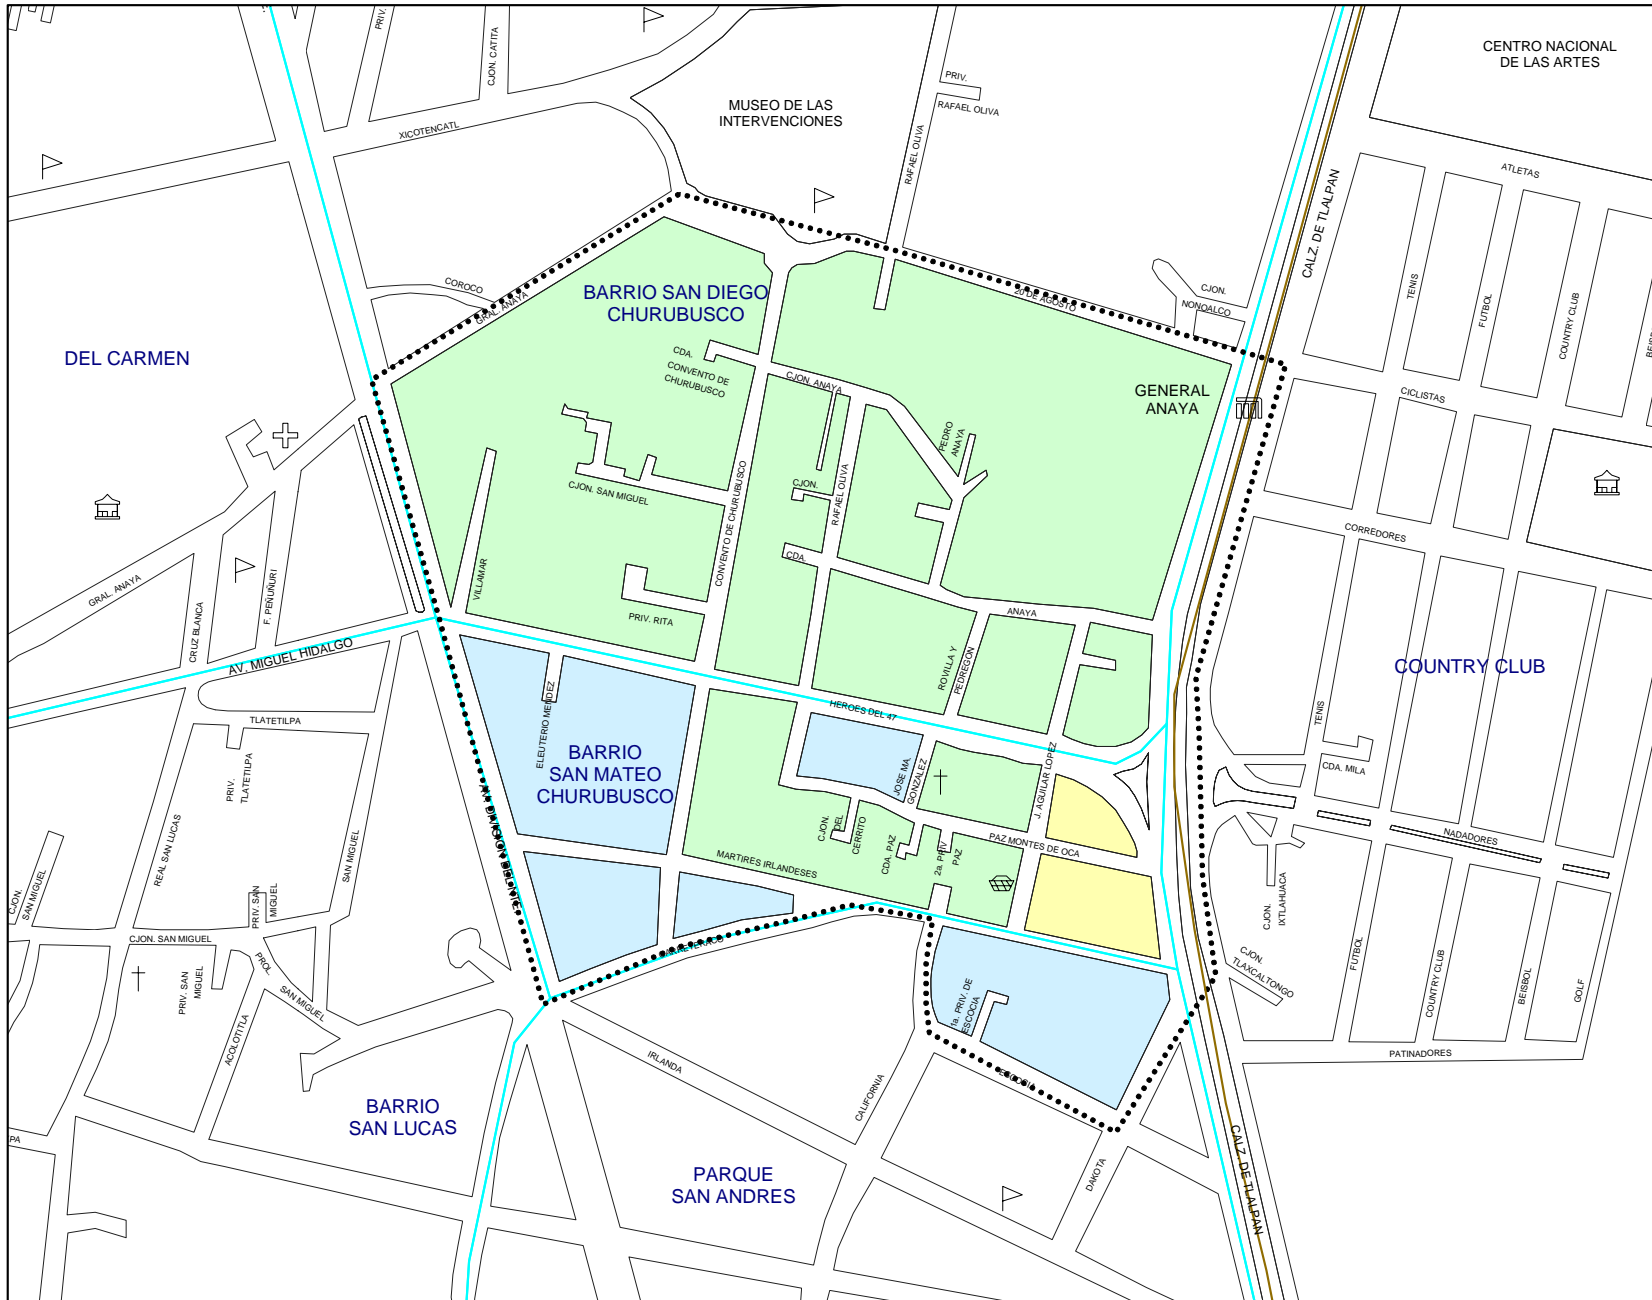 PRIV.
CJON. CATITA
CENTRO NACIONAL
DE LAS ARTES
PRIV.
RAFAEL OLIVA
MUSEO DE LAS
INTERVENCIONES
XICOTENCATL
RAFAEL OLIVA
ATLETAS
CALZ. DE TLALPAN
COROCO
GRAL. ANAYA
BARRIO SAN DIEGO
CHURUBUSCO
20 DE AGOSTO
CJON.
NONOALCO
TENIS
FUTBOL
COUNTRY CLUB
DEL CARMEN
CDA.
CONVENTO DE
CHURUBUSCO
CJON. ANAYA
GENERAL
ANAYA
CICLISTAS
PEDRO
ANAYA
CJON. SAN MIGUEL
CONVENTO DE CHURUBUSCO
CJON.
RAFAEL OLIVA
CORREDORES
CDA.
VILLAMAR
PRIV. RITA
ANAYA
GRAL. ANAYA
CRUZ BLANCA
F. PEÑUÑURI
AV. MIGUEL HIDALGO
ROVILLA Y
PEDREGON
COUNTRY CLUB
HEROES DEL 47
TLATETILPA
PRIV.
TLATETILPA
ELEUTERIO MENDEZ
BARRIO
SAN MATEO
CHURUBUSCO
JOSE MA.
GONZALEZ
J. AGUILAR LOPEZ
TENIS
CDA. MILA
REAL SAN LUCAS
SAN MIGUEL
CJON.
DEL
CERRITO
CDA. PAZ
2a. PRIV
PAZ
PAZ MONTES DE OCA
NADADORES
MARTIRES IRLANDESES
CJON.
SAN MIGUEL
PRIV. SAN
MIGUEL
CJON. SAN MIGUEL
PROL.
SAN MIGUEL
PRIV. SAN
MIGUEL
ACOLOTITLA
CJON.
IXTLAHUACA
CJON.
TLAXCALTONGO
FUTBOL
COUNTRY CLUB
BEISBOL
GOLF
1a. PRIV. DE
ESCOCIA
ESCOCIA
PATINADORES
IRLANDA
CALIFORNIA
BARRIO
SAN LUCAS
PARQUE
SAN ANDRES
DAKOTA
CALZ. DE TLALPAN
PA